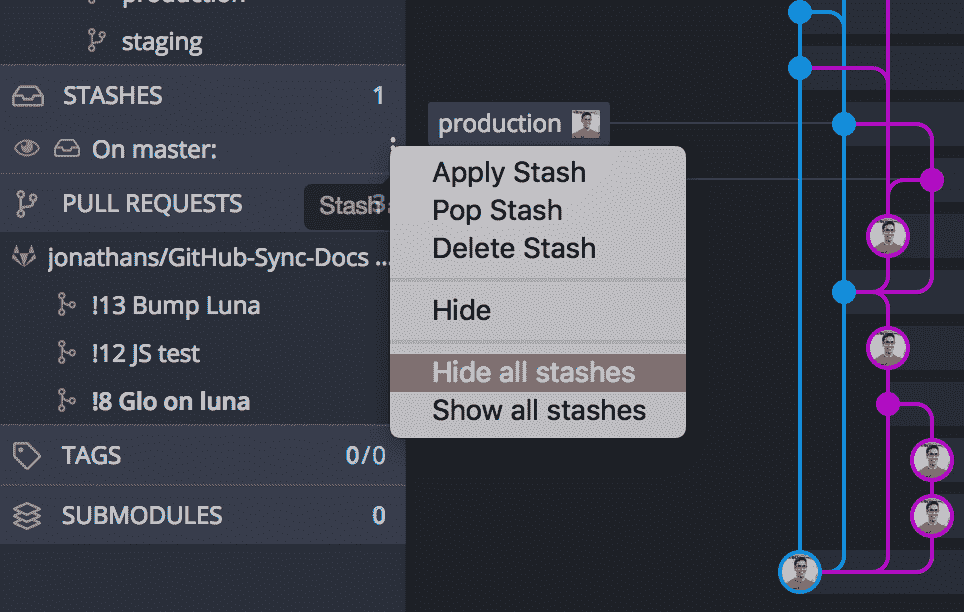 production
staging
STASHES 1
On master:
PULL REQUESTS 3
Stash
jonathans/GitHub-Sync-Docs ...
!13 Bump Luna
!12 JS test
!8 Glo on luna
TAGS 0/0
SUBMODULES 0
production
Apply Stash
Pop Stash
Delete Stash
Hide
Hide all stashes
Show all stashes